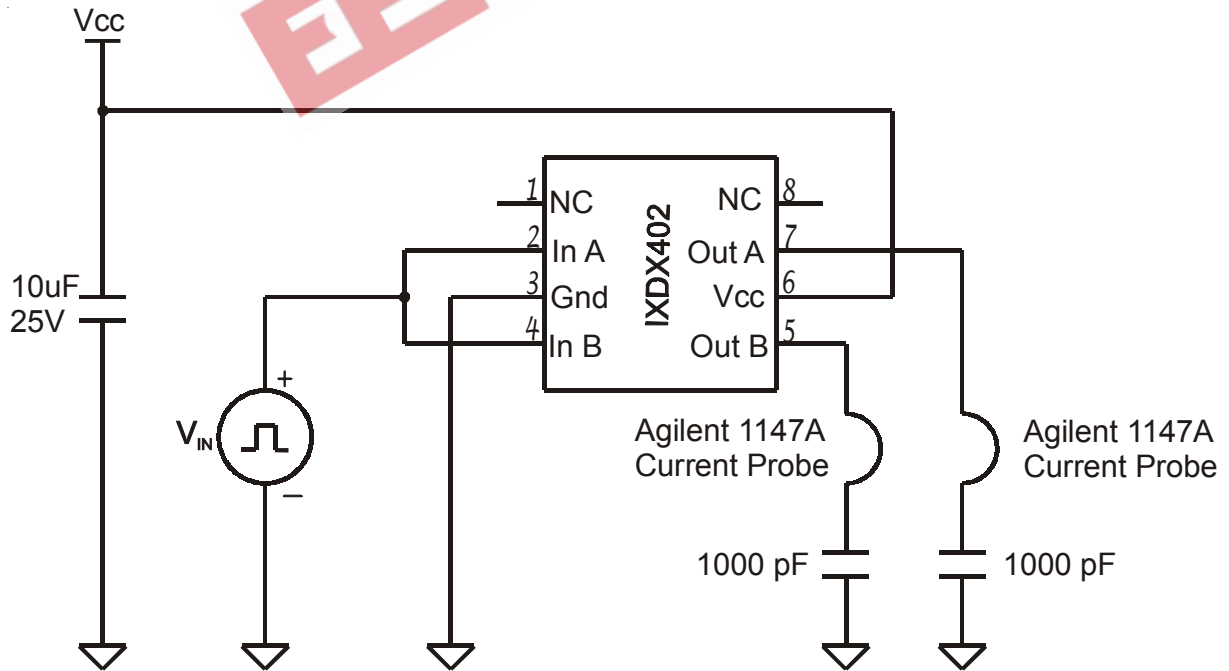 Vcc
10uF
25V
V_IN
+
−
1
NC
2
In A
3
Gnd
4
In B
IXDX402
NC
8
Out A
7
Vcc
6
Out B
5
Agilent 1147A
Current Probe
Agilent 1147A
Current Probe
1000 pF
1000 pF